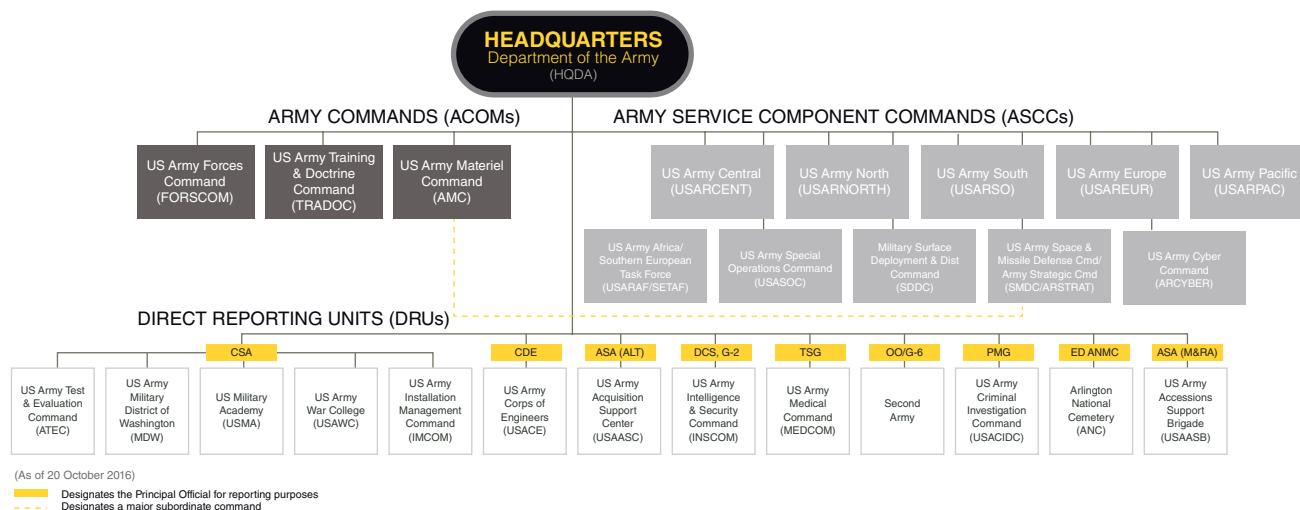 HEADQUARTERS
Department of the Army
(HQDA)
ARMY COMMANDS (ACOMs)
ARMY SERVICE COMPONENT COMMANDS (ASCCs)
US Army Forces
Command
(FORSCOM)
US Army Training
& Doctrine
Command
(TRADOC)
US Army Materiel
Command
(AMC)
US Army Central
(USARCENT)
US Army North
(USARNORTH)
US Army South
(USARSO)
US Army Europe
(USAREUR)
US Army Pacific
(USARPAC)
US Army Africa/
Southern European
Task Force
(USARAF/SETAF)
US Army Special
Operations Command
(USASOC)
Military Surface
Deployment & Dist
Command
(SDDC)
US Army Space &
Missile Defense Cmd/
Army Strategic Cmd
(SMDC/ARSTRAT)
US Army Cyber
Command
(ARCYBER)
DIRECT REPORTING UNITS (DRUs)
CSA
CDE
ASA (ALT)
DCS, G-2
TSG
OO/G-6
PMG
ED ANMC
ASA (M&RA)
US Army Test
& Evaluation
Command
(ATEC)
US Army
Military
District of
Washington
(MDW)
US Military
Academy
(USMA)
US Army
War College
(USAWC)
US Army
Installation
Management
Command
(IMCOM)
US Army
Corps of
Engineers
(USACE)
US Army
Acquisition
Support
Center
(USAASC)
US Army
Intelligence
& Security
Command
(INSCOM)
US Army
Medical
Command
(MEDCOM)
Second
Army
US Army
Criminal
Investigation
Command
(USACIDC)
Arlington
National
Cemetery
(ANC)
US Army
Accessions
Support
Brigade
(USAASB)
(As of 20 October 2016)
Designates the Principal Official for reporting purposes
Designates a major subordinate command